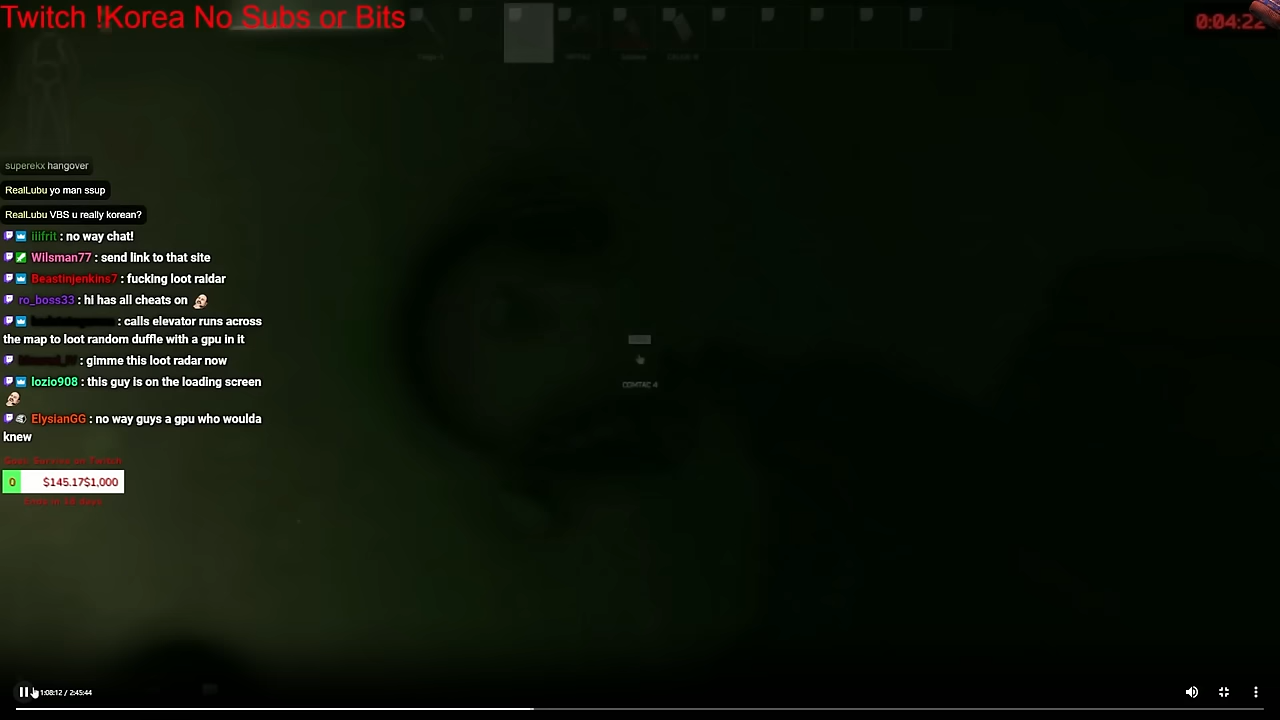 Twitch !Korea No Subs or Bits
0:04:22
superekx hangover
RealLubu yo man ssup
RealLubu VBS u really korean?
iiifrit : no way chat!
Wilsman77 : send link to that site
Beastinjenkins7 : fucking loot raidar
ro_boss33 : hi has all cheats on
: calls elevator runs across
the map to loot random duffle with a gpu in it
: gimme this loot radar now
COMTAC 4
lozio908 : this guy is on the loading screen
ElysianGG : no way guys a gpu who woulda
knew
0 $145.17$1,000
1:08:12 / 2:45:44